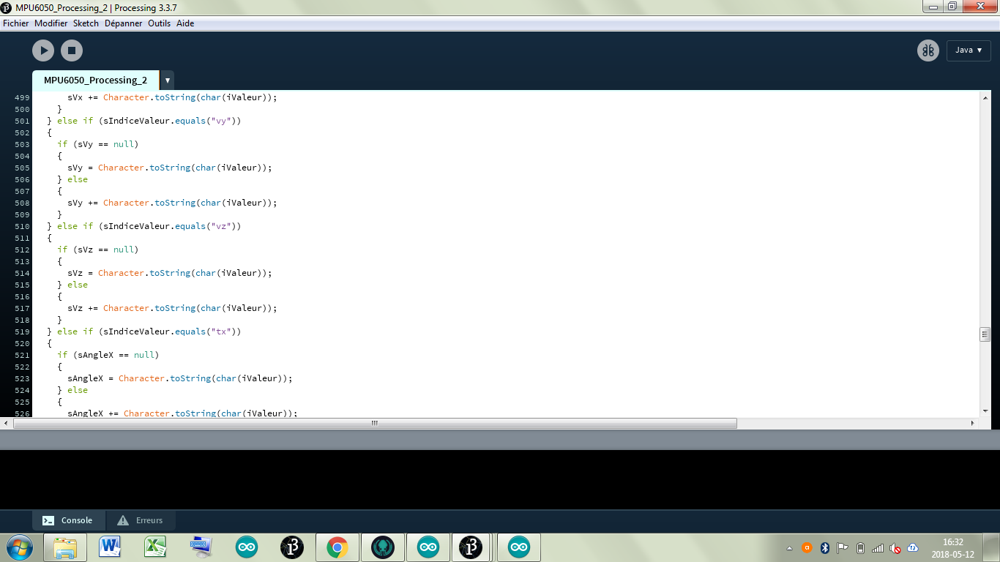 MPU6050_Processing_2 | Processing 3.3.7
Fichier Modifier Sketch Dépanner Outils Aide
Java ▾
MPU6050_Processing_2 ▾
499 sVx += Character.toString(char(iValeur));
500 }
501 } else if (sIndiceValeur.equals("vy"))
502 {
503 if (sVy == null)
504 {
505 sVy = Character.toString(char(iValeur));
506 } else
507 {
508 sVy += Character.toString(char(iValeur));
509 }
510 } else if (sIndiceValeur.equals("vz"))
511 {
512 if (sVz == null)
513 {
514 sVz = Character.toString(char(iValeur));
515 } else
516 {
517 sVz += Character.toString(char(iValeur));
518 }
519 } else if (sIndiceValeur.equals("tx"))
520 {
521 if (sAngleX == null)
522 {
523 sAngleX = Character.toString(char(iValeur));
524 } else
525 {
526 sAngleX += Character.toString(char(iValeur));
Console Erreurs
16:32
2018-05-12